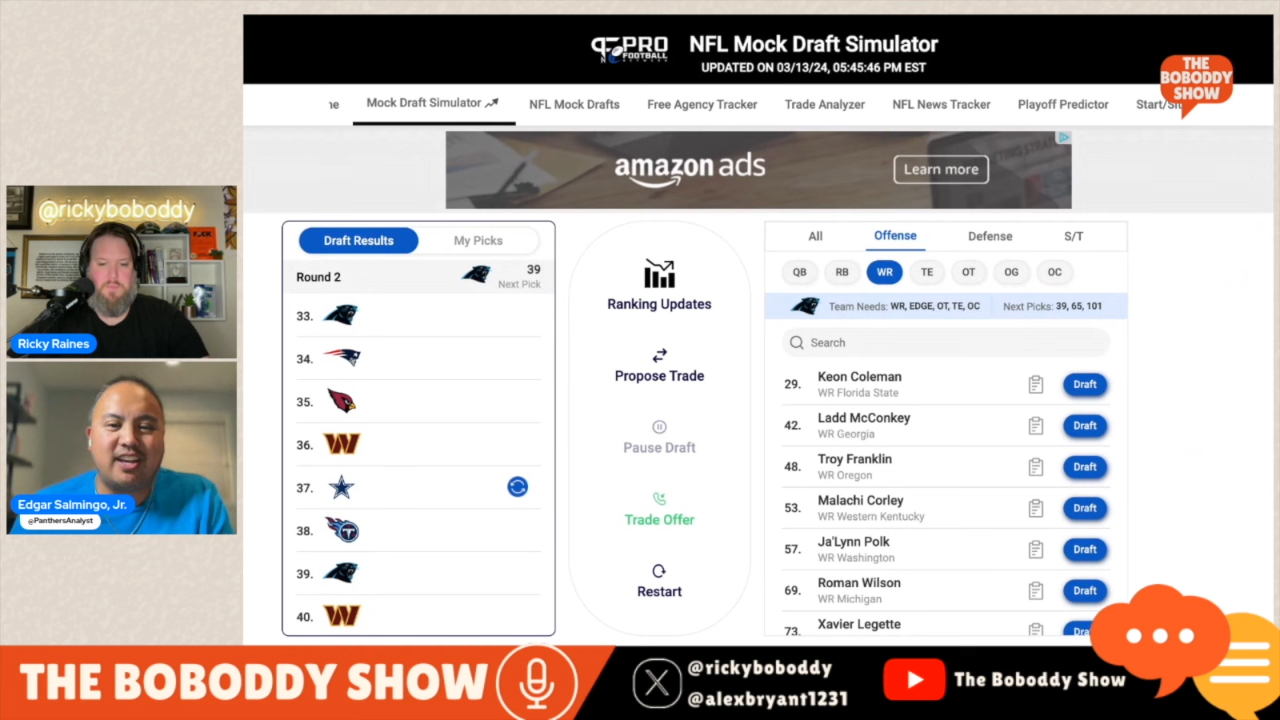 PRO
FOOTBALL
NETWORK
NFL Mock Draft Simulator
UPDATED ON 03/13/24, 05:45:46 PM EST
THE
BOBODDY
SHOW
ne
Mock Draft Simulator
NFL Mock Drafts
Free Agency Tracker
Trade Analyzer
NFL News Tracker
Playoff Predictor
Start/Sit
amazon ads
Learn more
@rickyboboddy
Ricky Raines
Edgar Salmingo, Jr.
@PanthersAnalyst
Draft Results
My Picks
Round 2
39
Next Pick
33.
34.
35.
36.
37.
38.
39.
40.
Ranking Updates
Propose Trade
Pause Draft
Trade Offer
Restart
All
Offense
Defense
S/T
QB
RB
WR
TE
OT
OG
OC
Team Needs: WR, EDGE, OT, TE, OC
Next Picks: 39, 65, 101
Search
29.
Keon Coleman
WR Florida State
Draft
42.
Ladd McConkey
WR Georgia
Draft
48.
Troy Franklin
WR Oregon
Draft
53.
Malachi Corley
WR Western Kentucky
Draft
57.
Ja'Lynn Polk
WR Washington
Draft
69.
Roman Wilson
WR Michigan
Draft
73.
Xavier Legette
Dra
THE BOBODDY SHOW
@rickyboboddy
@alexbryant1231
The Boboddy Show